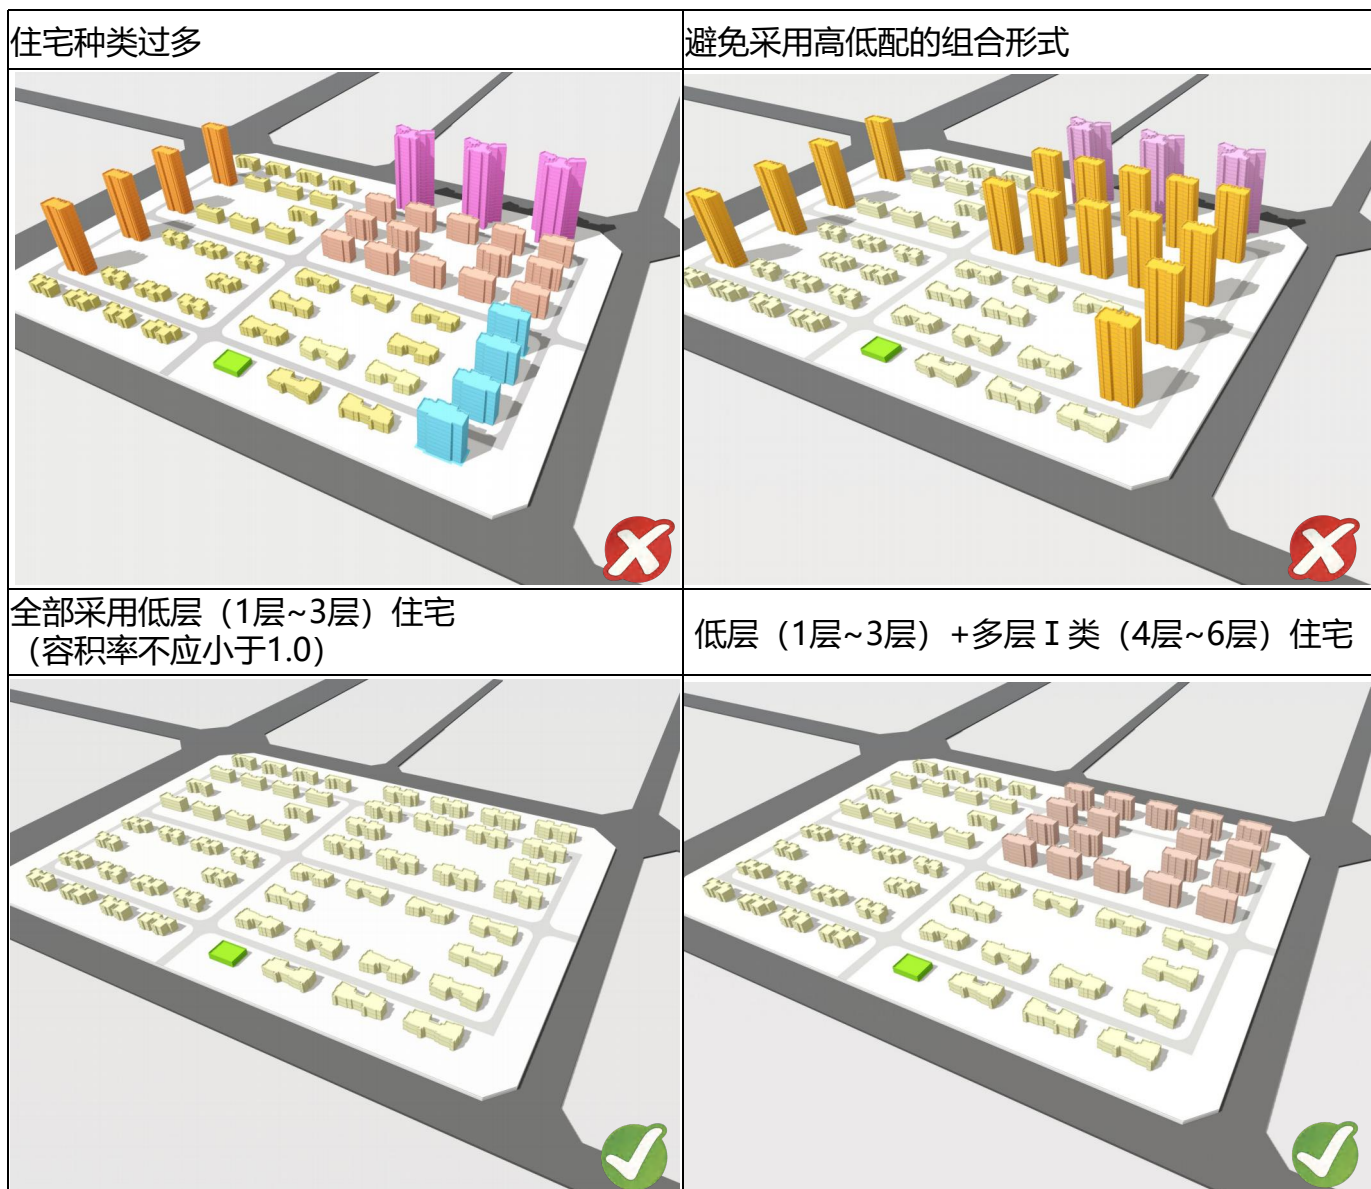 住宅种类过多
避免采用高低配的组合形式
全部采用低层（1层~3层）住宅
（容积率不应小于1.0）
低层（1层~3层）+多层Ⅰ类（4层~6层）住宅